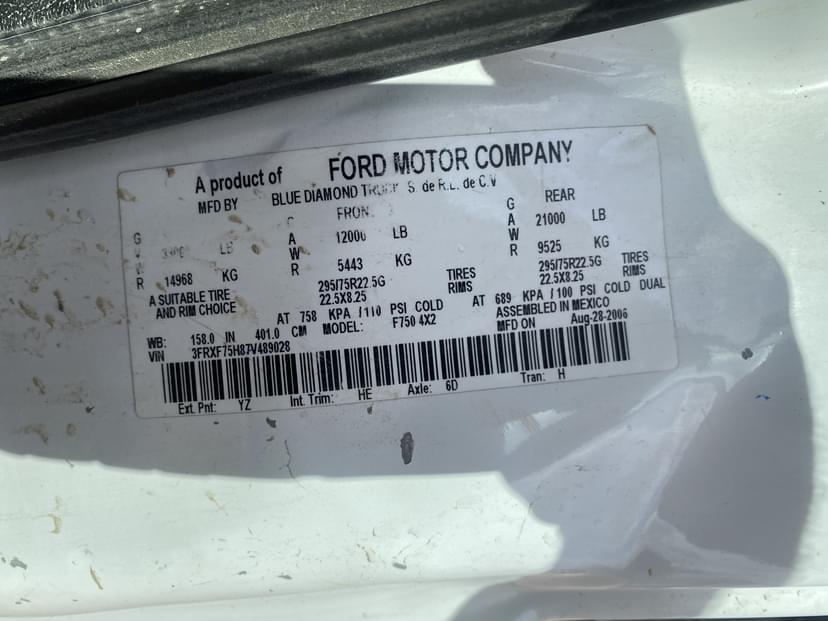 A product of FORD MOTOR COMPANY
MFD BY BLUE DIAMOND TRUCK S. de R.L. de C.V
G FRONT G REAR
G A 12000 LB A 21000 LB
V LB W W
W R 5443 KG R 9525 KG
R 14968 KG 295/75R22.5G TIRES 295/75R22.5G TIRES
A SUITABLE TIRE 22.5X8.25 RIMS 22.5X8.25 RIMS
AND RIM CHOICE AT 758 KPA /110 PSI COLD AT 689 KPA /100 PSI COLD DUAL
WB: 158.0 IN 401.0 CM MODEL: F750 4X2 ASSEMBLED IN MEXICO
VIN 3FRXF75H87V489028 MFD ON Aug-28-2006
Ext. Pnt: YZ Int. Trim: HE Axle: 6D Tran: H